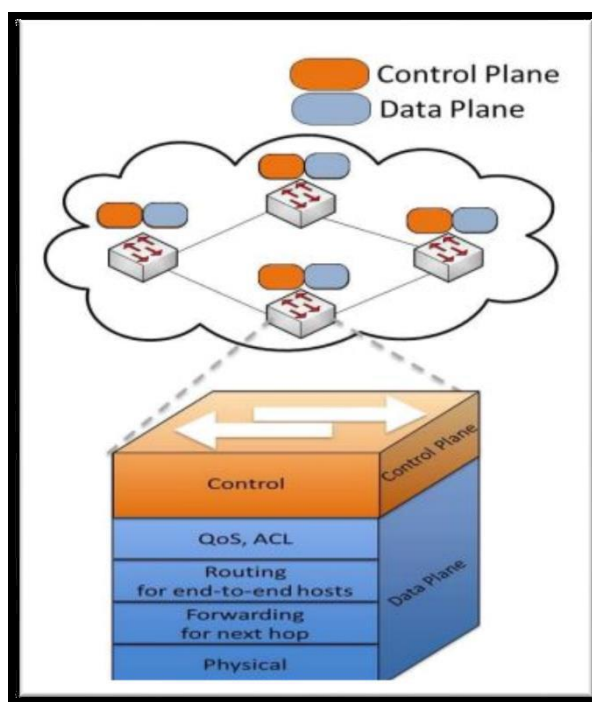 Control Plane
Data Plane
Control
Control Plane
QoS, ACL
Routing
for end-to-end hosts
Data Plane
Forwarding
for next hop
Physical